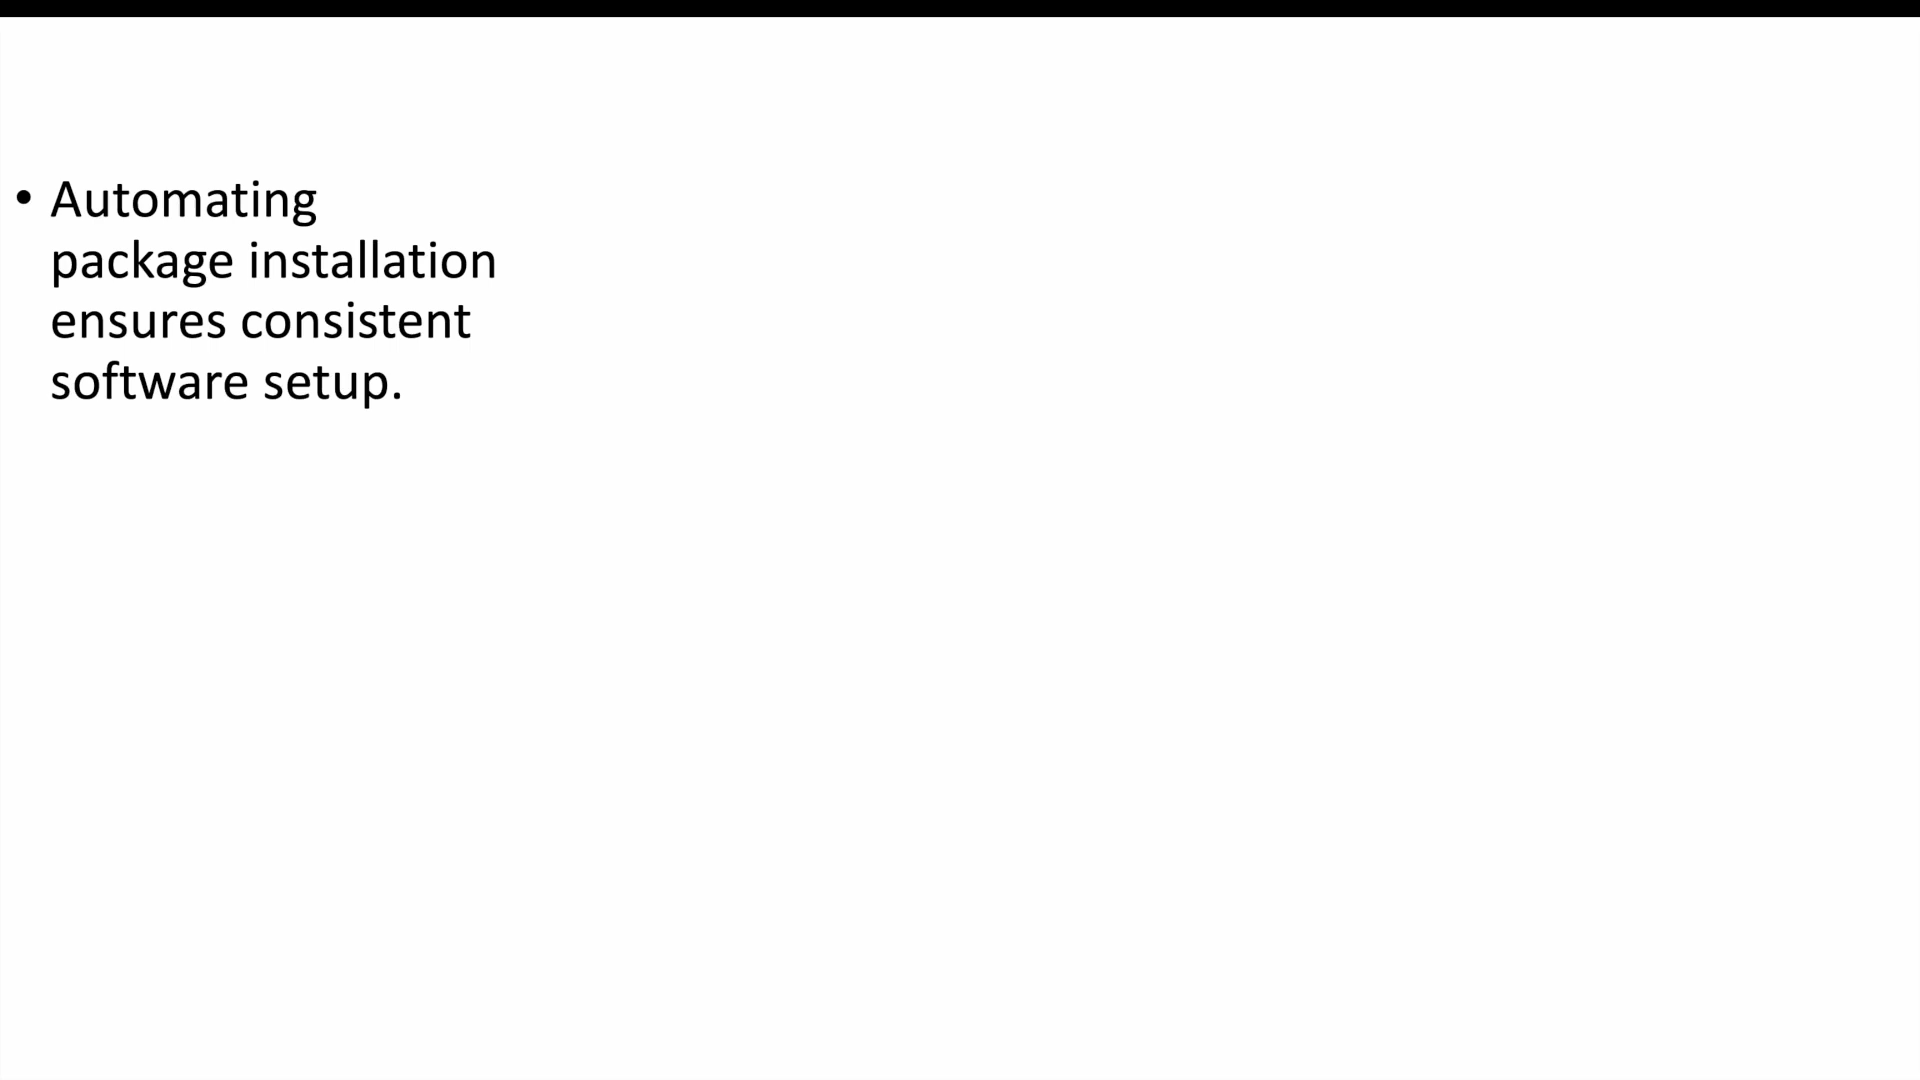 • Automating
package installation
ensures consistent
software setup.